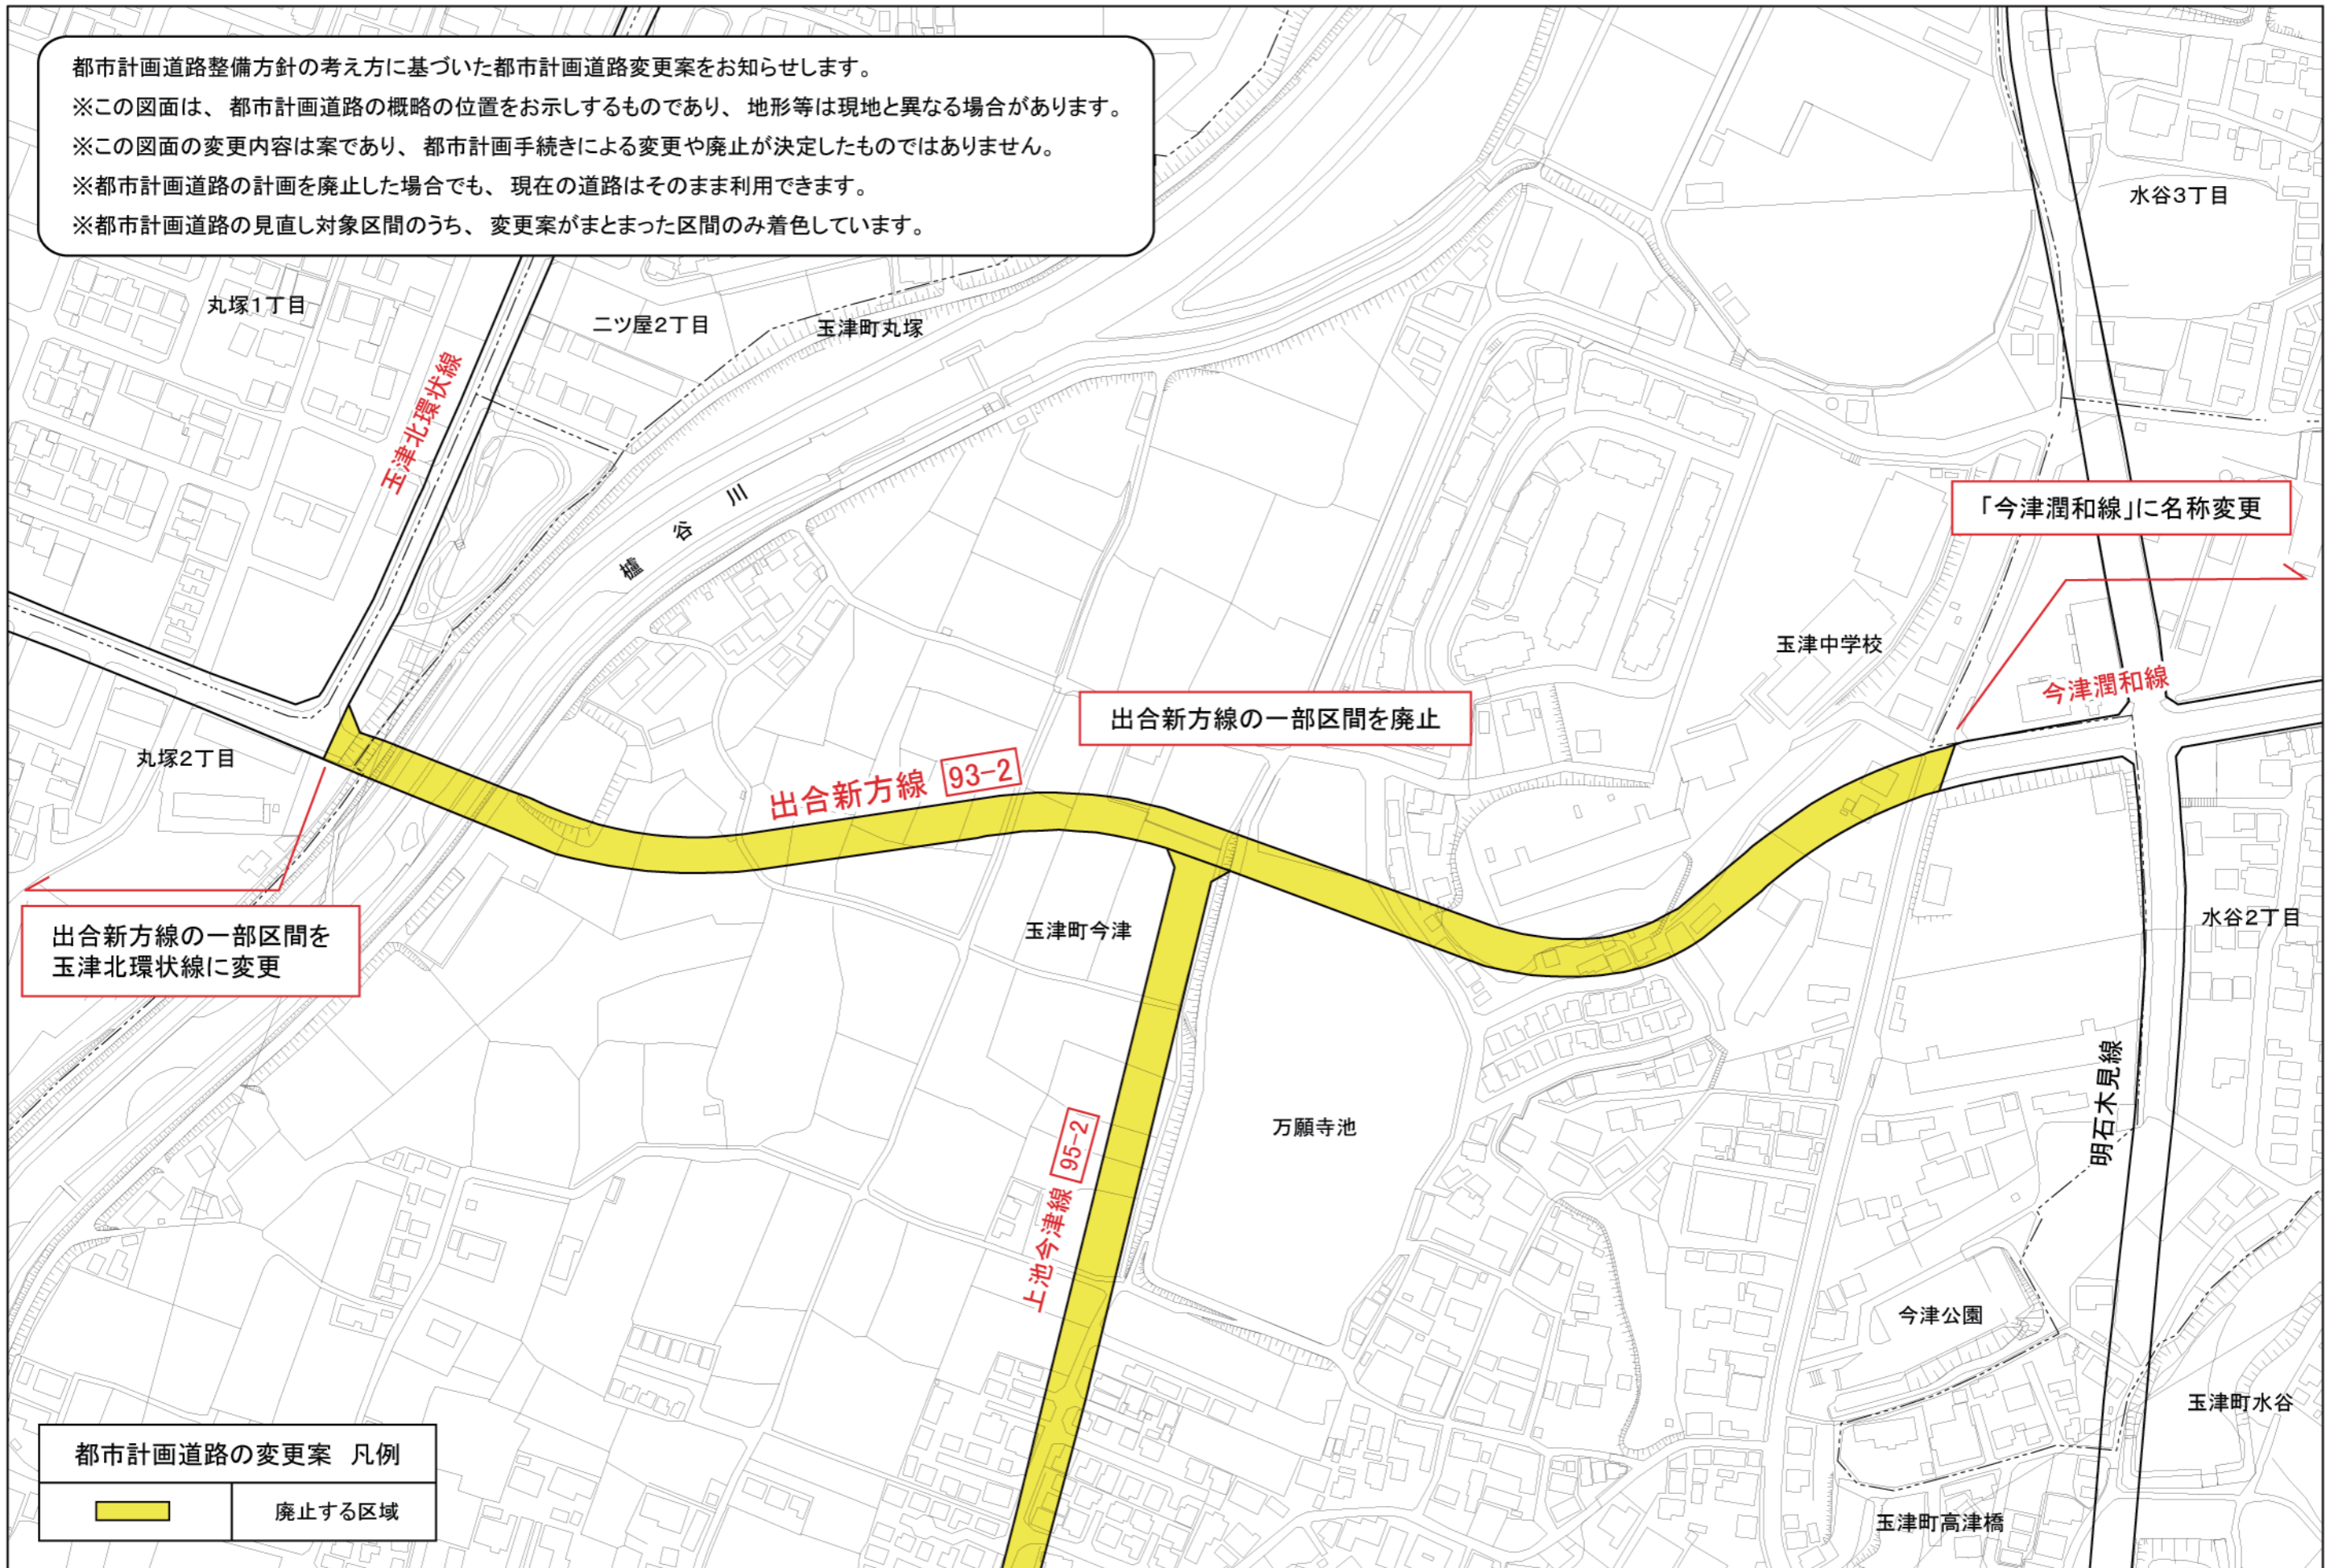 都市計画道路整備方針の考え方に基づいた都市計画道路変更案をお知らせします。
※この図面は、都市計画道路の概略の位置をお示しするものであり、地形等は現地と異なる場合があります。
※この図面の変更内容は案であり、都市計画手続きによる変更や廃止が決定したものではありません。
※都市計画道路の計画を廃止した場合でも、現在の道路はそのまま利用できます。
※都市計画道路の見直し対象区間のうち、変更案がまとまった区間のみ着色しています。
水谷3丁目
丸塚1丁目
二ツ屋2丁目
玉津町丸塚
玉津北環状線
櫨谷川
「今津潤和線」に名称変更
玉津中学校
今津潤和線
出合新方線の一部区間を廃止
丸塚2丁目
出合新方線 93-2
出合新方線の一部区間を
玉津北環状線に変更
玉津町今津
水谷2丁目
万願寺池
明石木見線
上池今津線 95-2
今津公園
玉津町水谷
都市計画道路の変更案 凡例
廃止する区域
玉津町高津橋